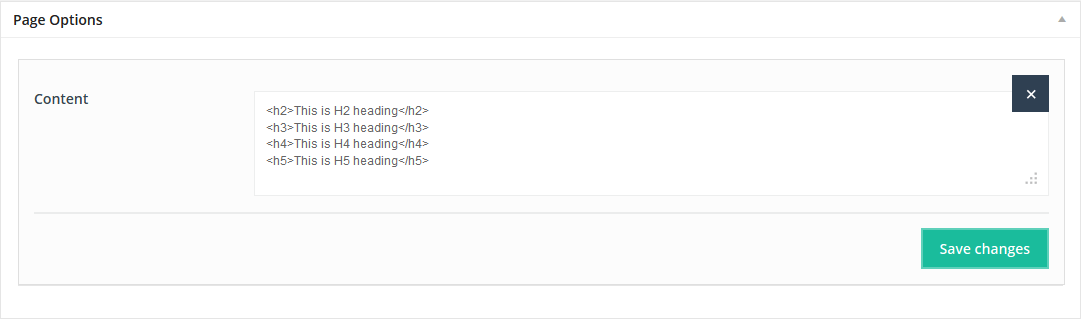 Page Options
Content
<h2>This is H2 heading</h2>
<h3>This is H3 heading</h3>
<h4>This is H4 heading</h4>
<h5>This is H5 heading</h5>
Save changes